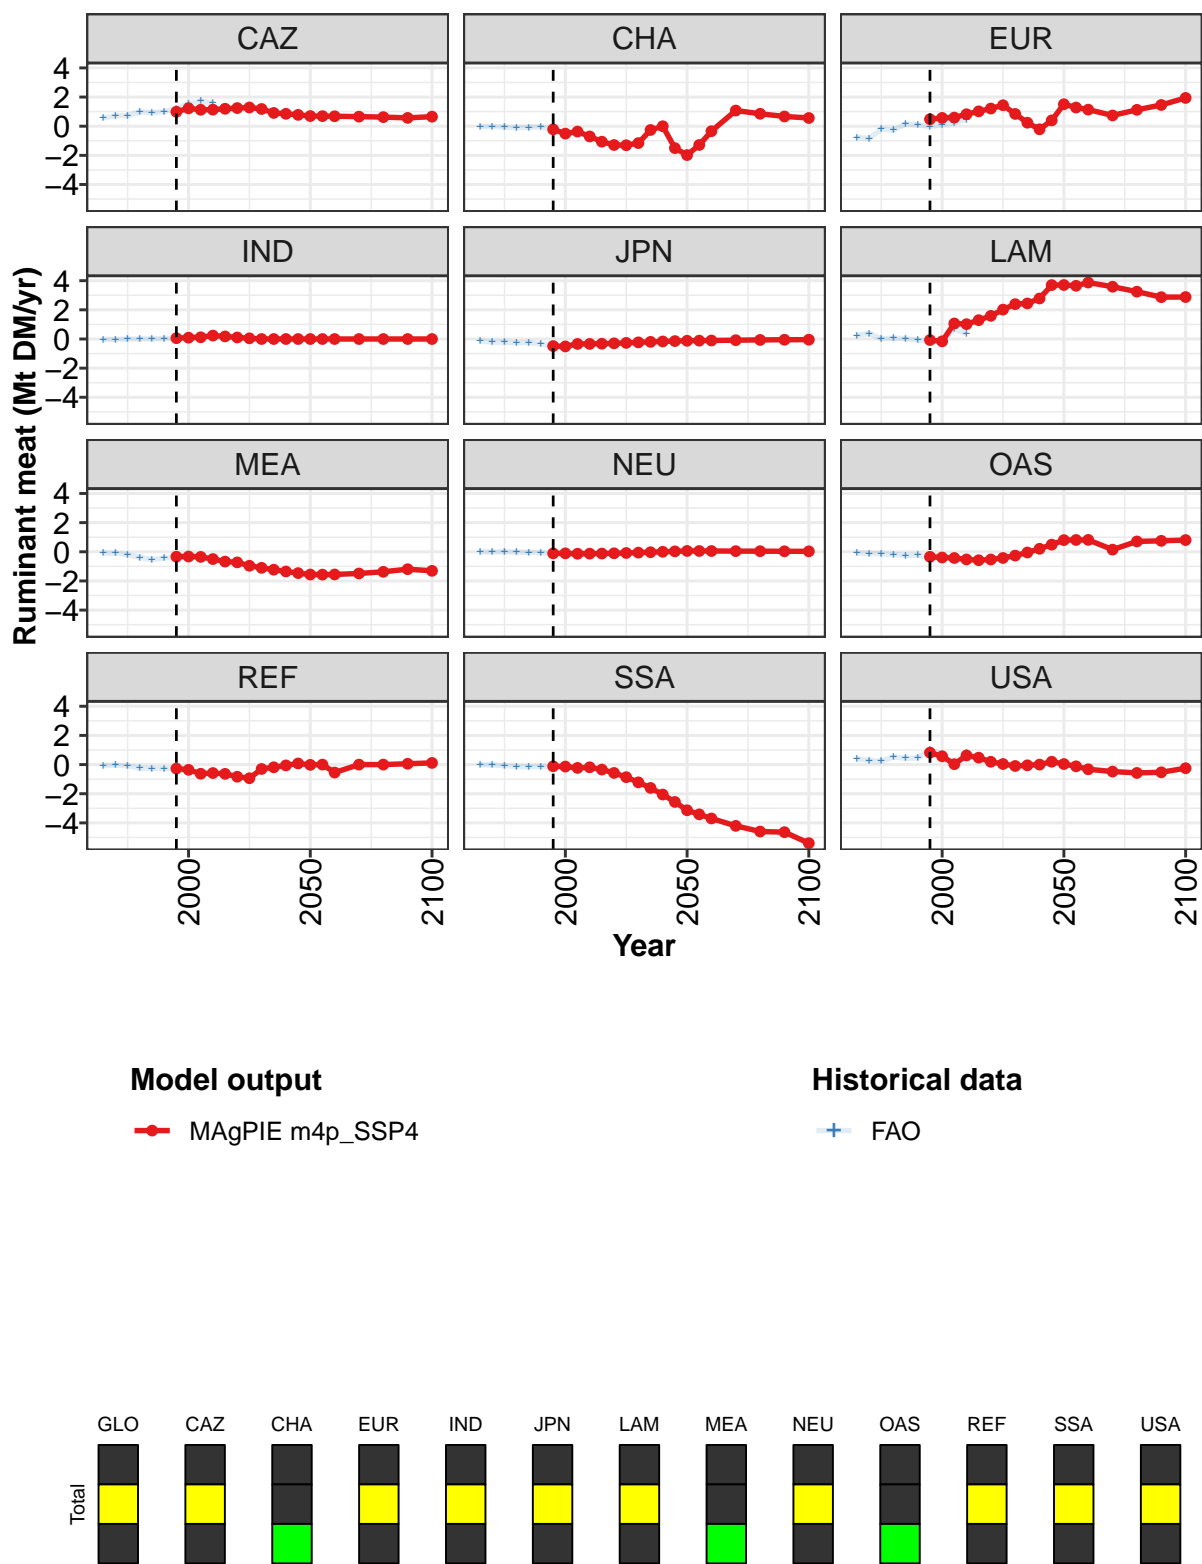 CAZ CHA EUR
4
2
0
−2
−4
IND JPN LAM
4
2
0
−2
−4
MEA NEU OAS
4
2
0
−2
−4
REF SSA USA
4
2
0
−2
−4
2000 2050 2100 2000 2050 2100 2000 2050 2100
Year
Ruminant meat (Mt DM/yr)
Model output Historical data
MAgPIE m4p_SSP4 FAO
GLO CAZ CHA EUR IND JPN LAM MEA NEU OAS REF SSA USA
Total